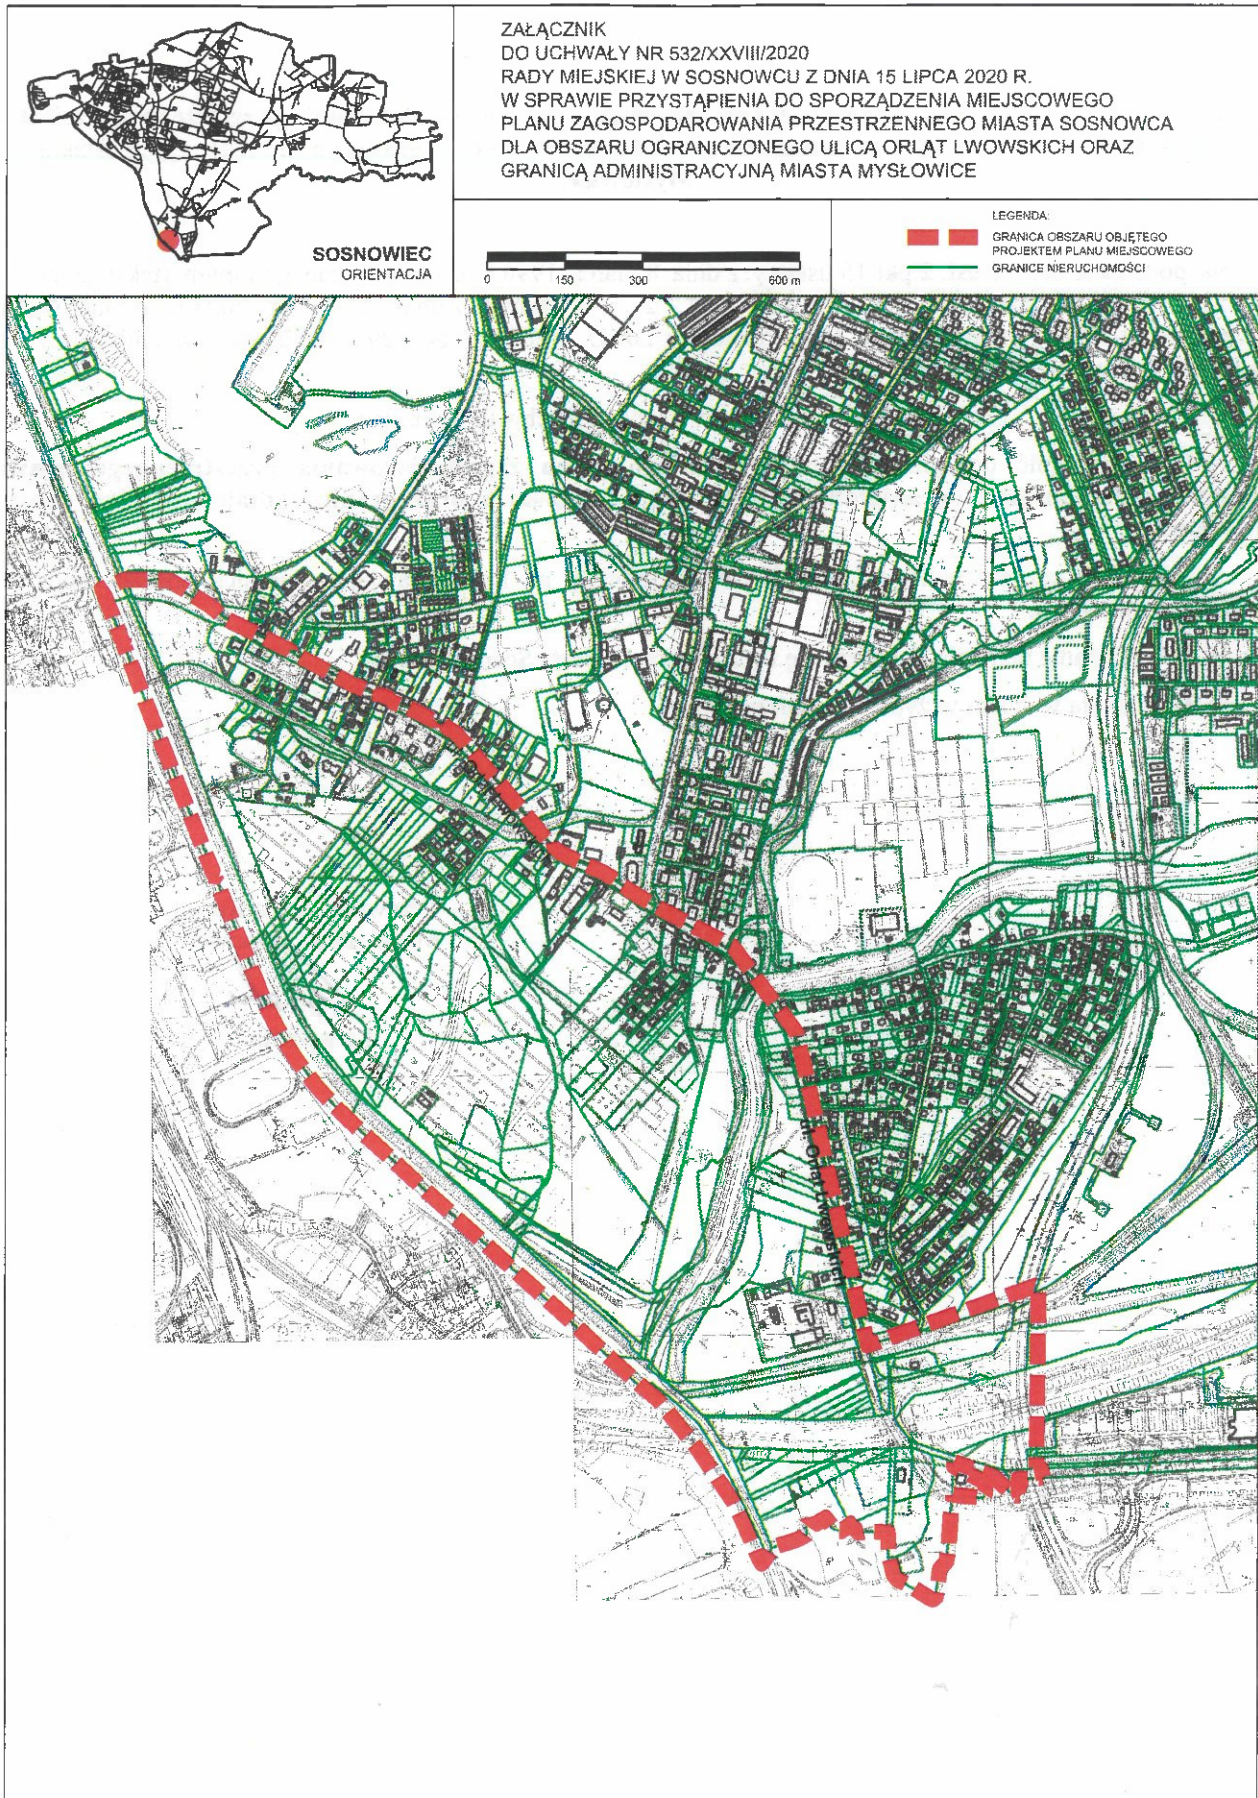 ZAŁĄCZNIK
DO UCHWAŁY NR 532/XXVIII/2020
RADY MIEJSKIEJ W SOSNOWCU Z DNIA 15 LIPCA 2020 R.
W SPRAWIE PRZYSTĄPIENIA DO SPORZĄDZENIA MIEJSCOWEGO
PLANU ZAGOSPODAROWANIA PRZESTRZENNEGO MIASTA SOSNOWCA
DLA OBSZARU OGRANICZONEGO ULICĄ ORLĄT LWOWSKICH ORAZ
GRANICĄ ADMINISTRACYJNĄ MIASTA MYSŁOWICE
SOSNOWIEC
ORIENTACJA
0 150 300 600 m
LEGENDA:
GRANICA OBSZARU OBJĘTEGO
PROJEKTEM PLANU MIEJSCOWEGO
GRANICE NIERUCHOMOŚCI